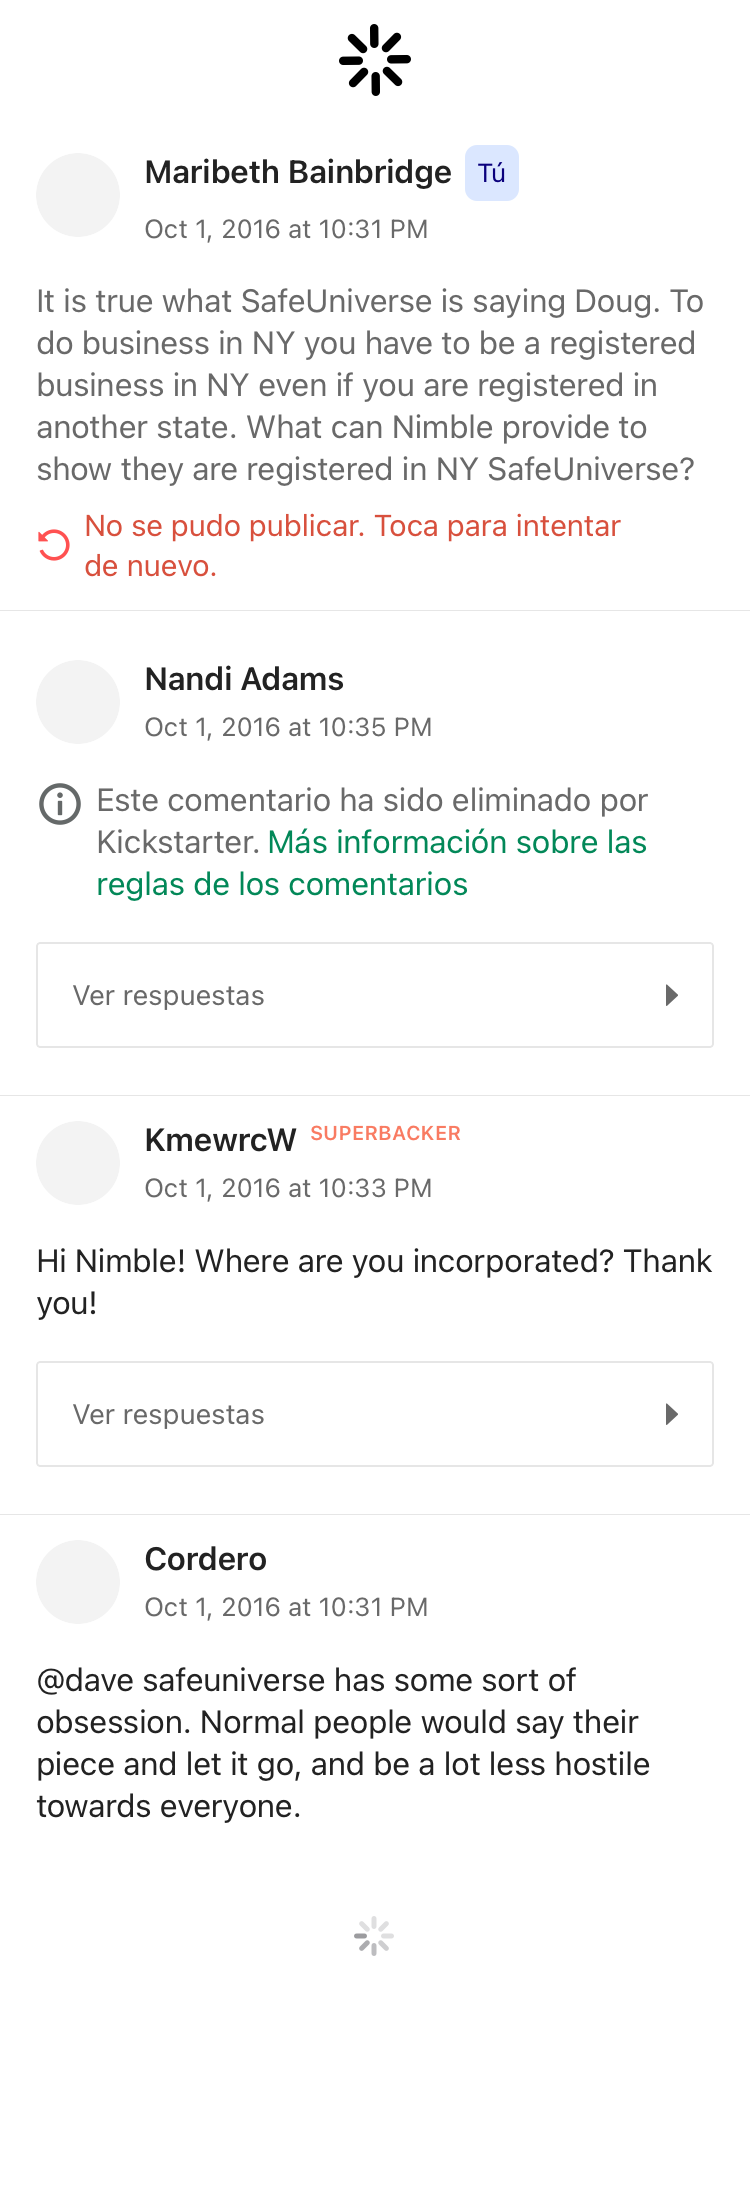 Maribeth Bainbridge Tú
Oct 1, 2016 at 10:31 PM
It is true what SafeUniverse is saying Doug. To
do business in NY you have to be a registered
business in NY even if you are registered in
another state. What can Nimble provide to
show they are registered in NY SafeUniverse?
No se pudo publicar. Toca para intentar
de nuevo.
Nandi Adams
Oct 1, 2016 at 10:35 PM
Este comentario ha sido eliminado por
Kickstarter. Más información sobre las
reglas de los comentarios
Ver respuestas
KmewrcW SUPERBACKER
Oct 1, 2016 at 10:33 PM
Hi Nimble! Where are you incorporated? Thank
you!
Ver respuestas
Cordero
Oct 1, 2016 at 10:31 PM
@dave safeuniverse has some sort of
obsession. Normal people would say their
piece and let it go, and be a lot less hostile
towards everyone.